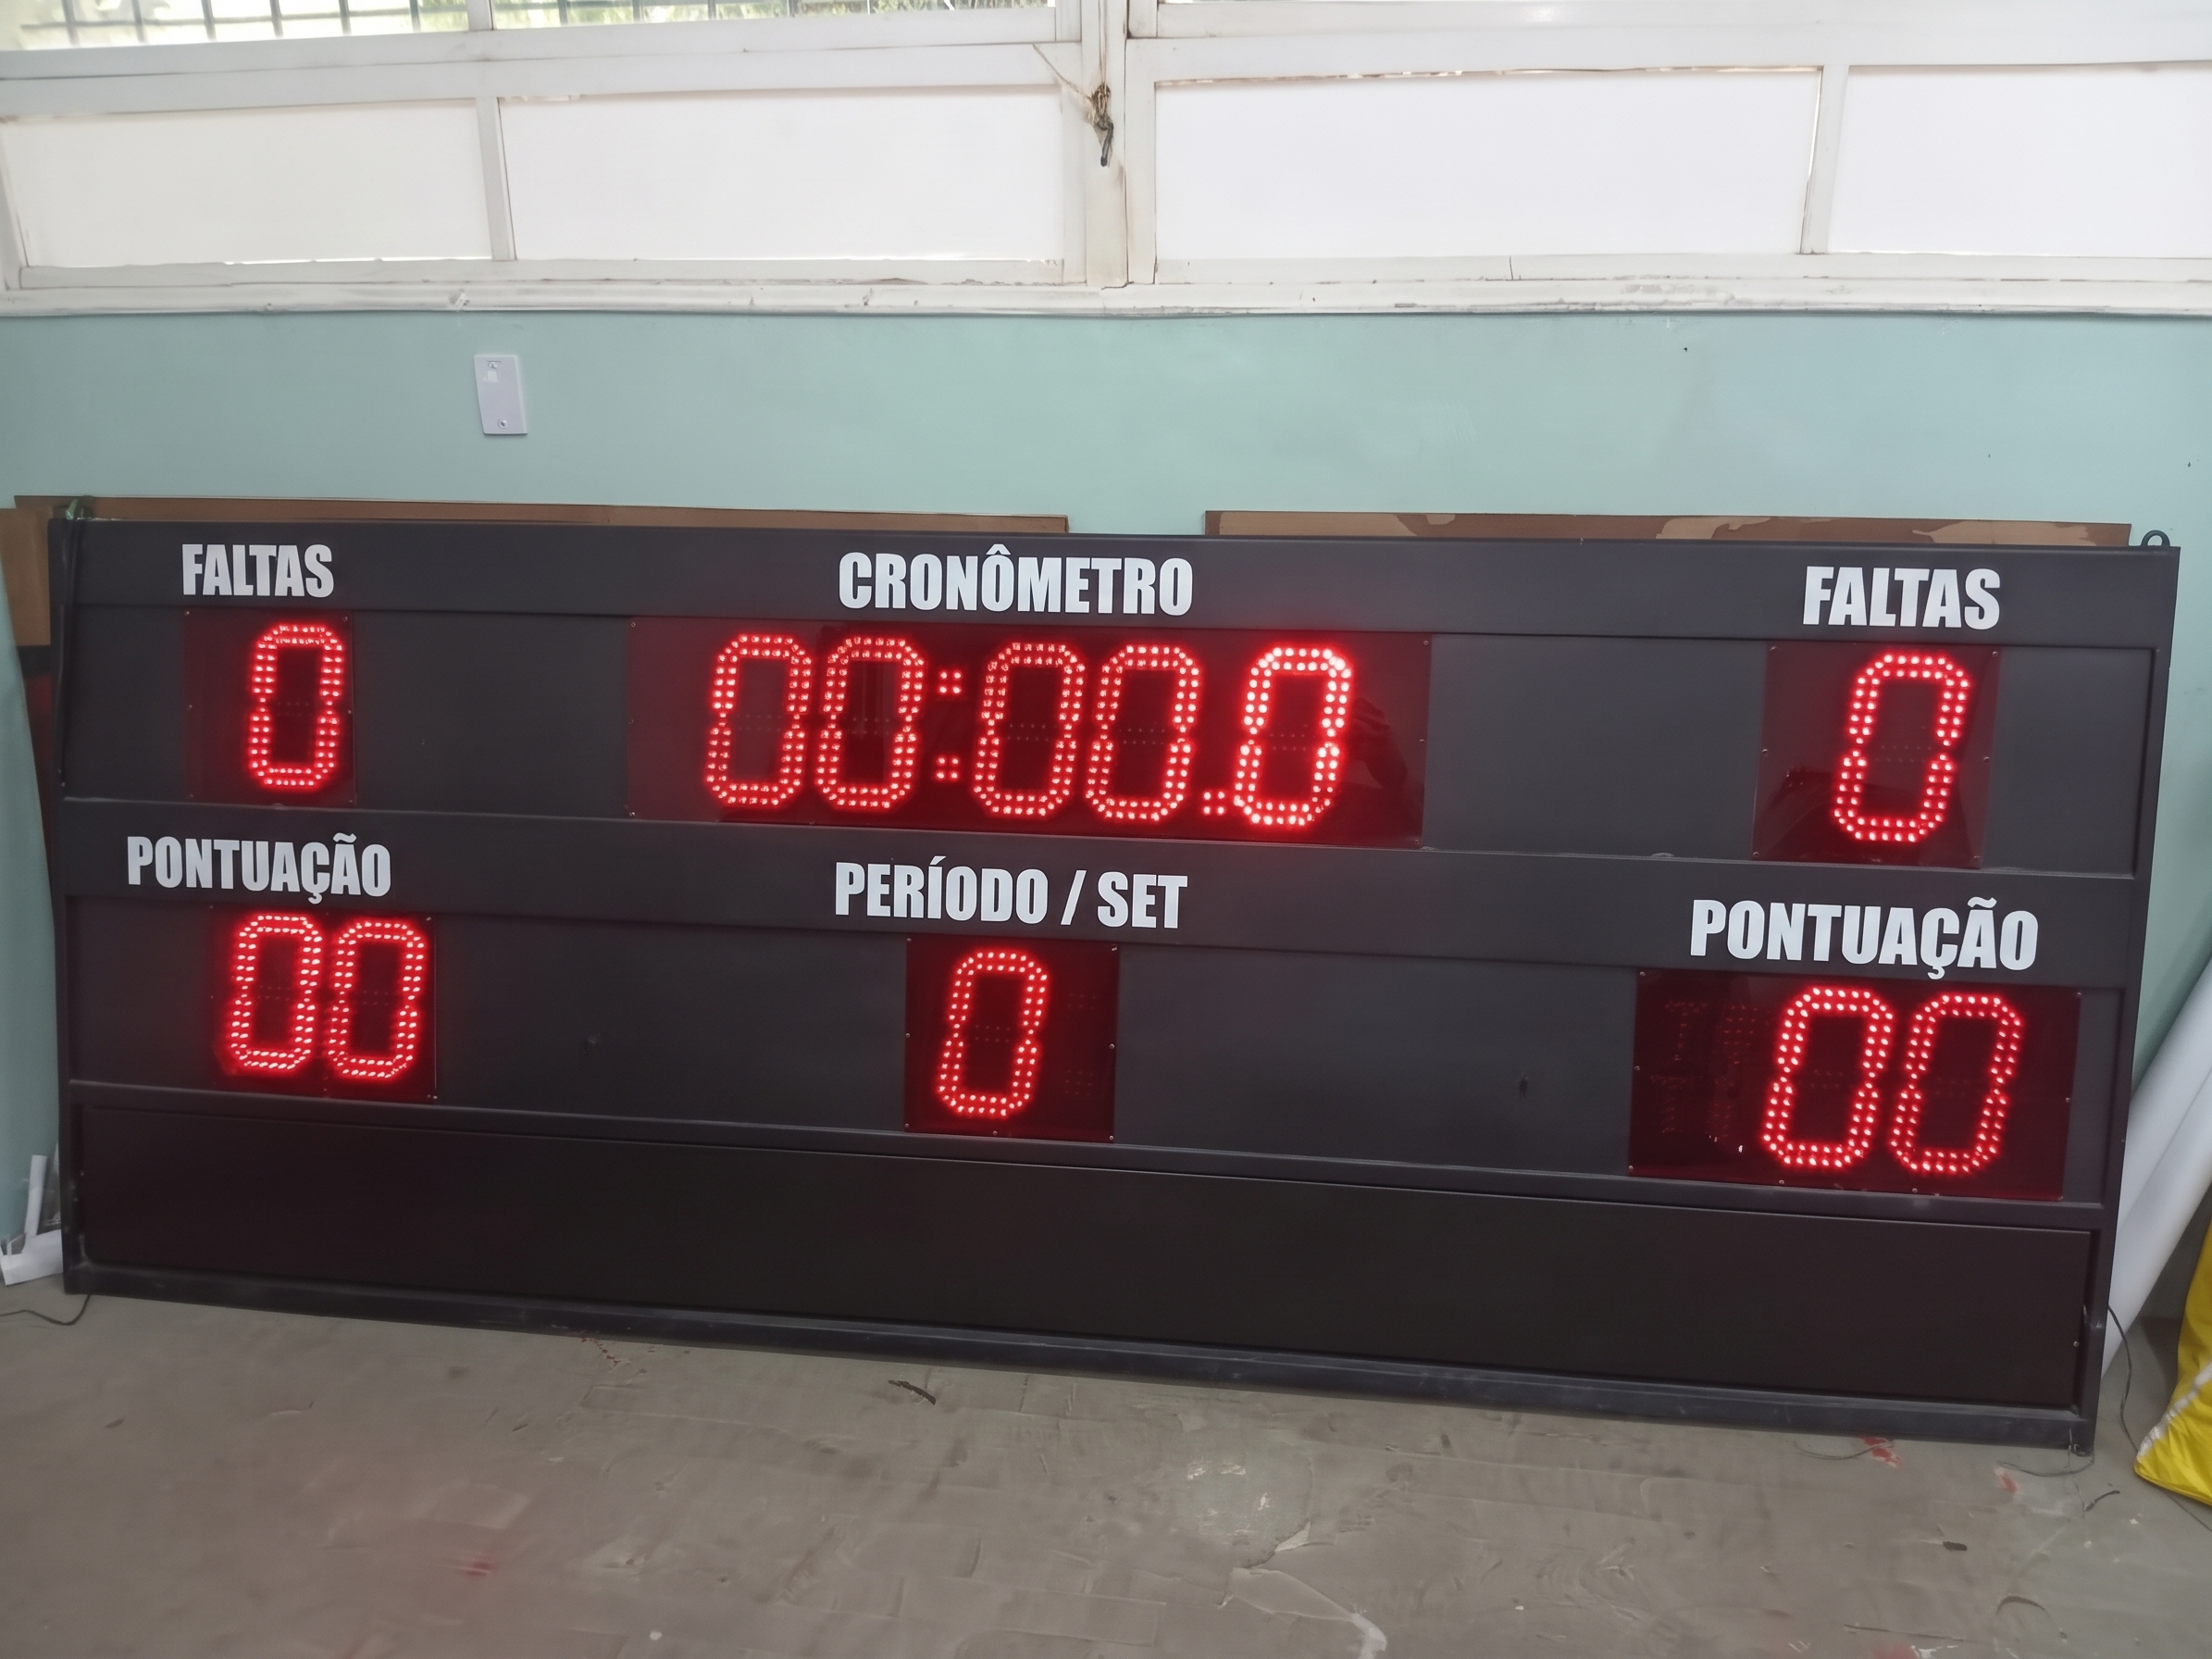 FALTAS CRONÔMETRO FALTAS
0 00:00.0 0
PONTUAÇÃO PERÍODO / SET PONTUAÇÃO
00 0 00